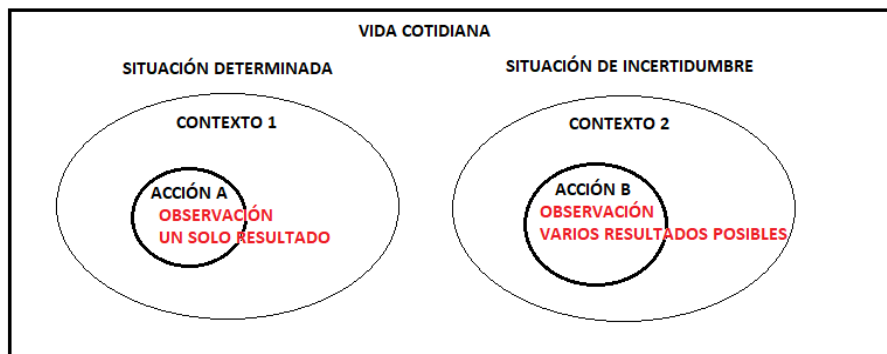 VIDA COTIDIANA
SITUACIÓN DETERMINADA
CONTEXTO 1
ACCIÓN A
OBSERVACIÓN
UN SOLO RESULTADO
SITUACIÓN DE INCERTIDUMBRE
CONTEXTO 2
ACCIÓN B
OBSERVACIÓN
VARIOS RESULTADOS POSIBLES